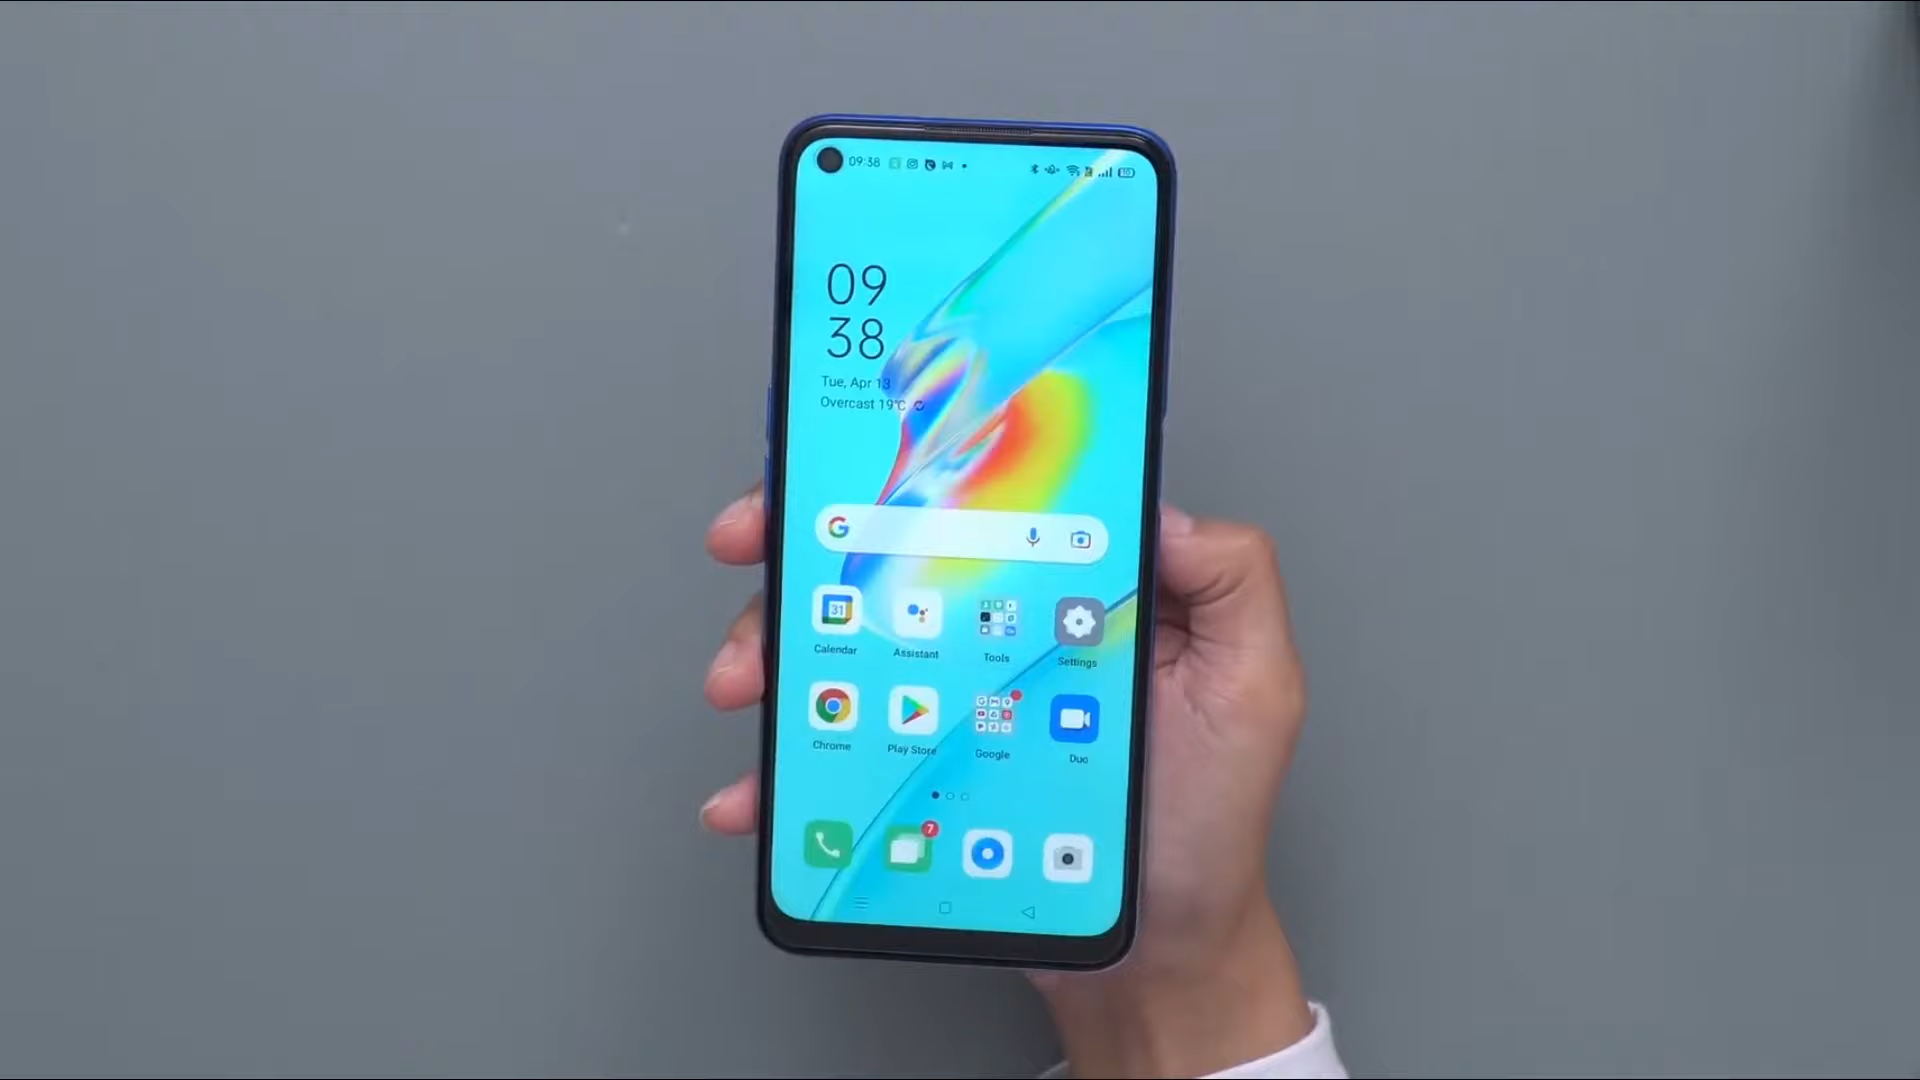 09:38
09
38
Tue, Apr 13
Overcast 19°C
G
31
Calendar
Assistant
Tools
Settings
Chrome
Play Store
Google
Duo
7